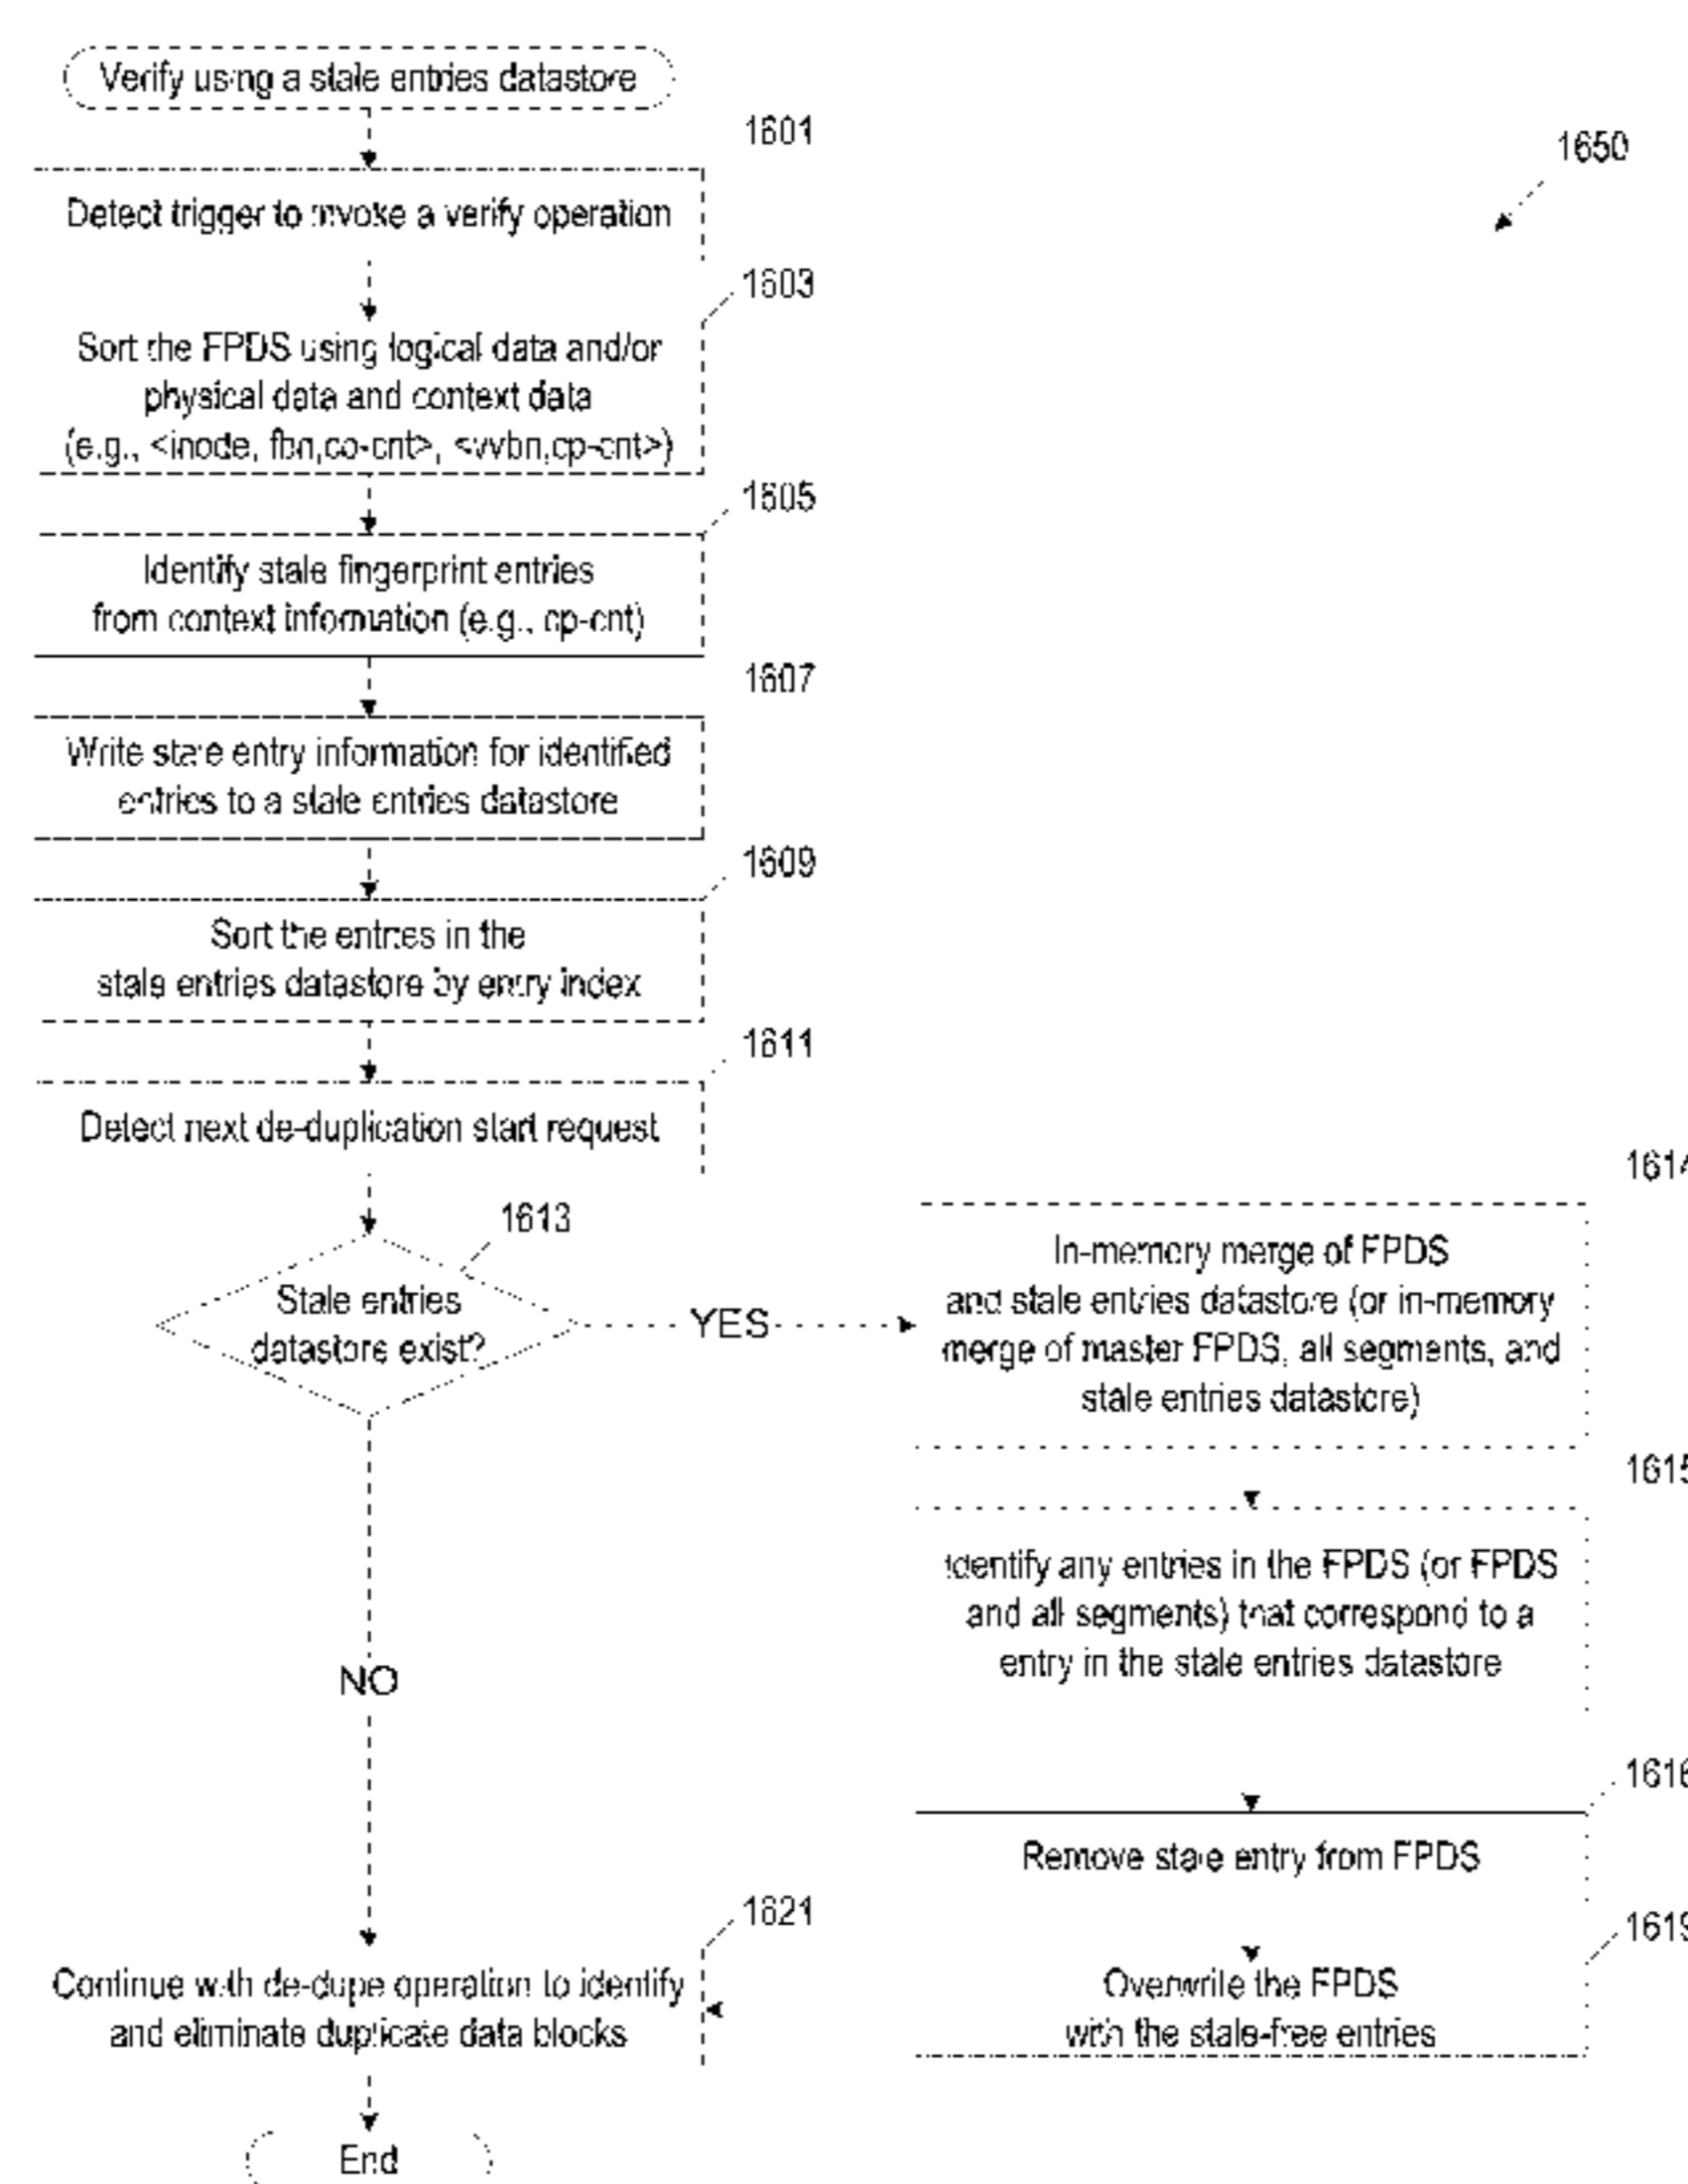 Verify using a stale entries datastore
1601
1650
Detect trigger to invoke a verify operation
1603
Sort the FPDS using logical data and/or
physical data and context data
(e.g., <inode, fbn,cp-cnt>, <vvbn,cp-cnt>)
1605
Identify stale fingerprint entries
from context information (e.g., cp-cnt)
1607
Write stale entry information for identified
entries to a stale entries datastore
1609
Sort the entries in the
stale entries datastore by entry index
1611
Detect next de-duplication start request
1613
Stale entries
datastore exist?
YES
NO
1614
In-memory merge of FPDS
and stale entries datastore (or in-memory
merge of master FPDS, all segments, and
stale entries datastore)
1615
Identify any entries in the FPDS (or FPDS
and all segments) that correspond to a
entry in the stale entries datastore
1616
Remove stale entry from FPDS
1619
Overwrite the FPDS
with the stale-free entries
1621
Continue with de-dupe operation to identify
and eliminate duplicate data blocks
End